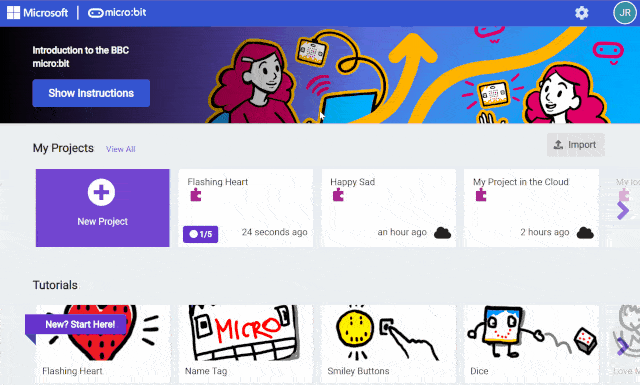 Microsoft
micro:bit
JR
Introduction to the BBC
micro:bit
Show Instructions
My Projects
View All
Import
New Project
Flashing Heart
1/5
24 seconds ago
Happy Sad
an hour ago
My Project in the Cloud
2 hours ago
Tutorials
New? Start Here!
Flashing Heart
MICRO
Name Tag
Smiley Buttons
Dice
Love M